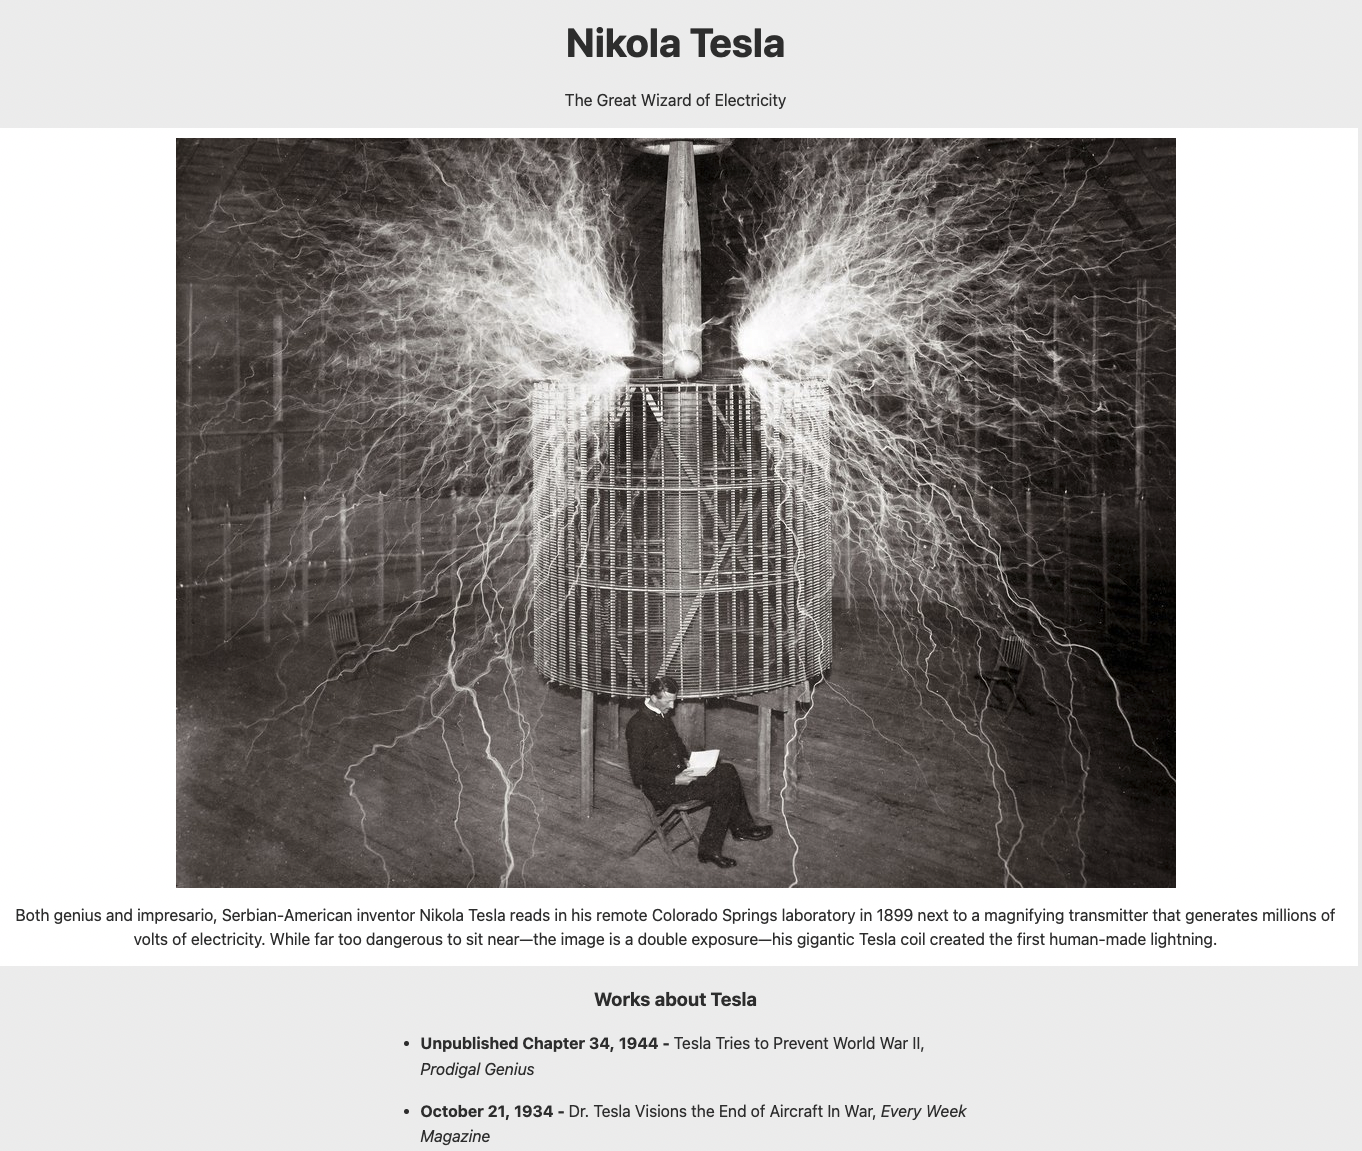 Nikola Tesla
The Great Wizard of Electricity
Both genius and impresario, Serbian-American inventor Nikola Tesla reads in his remote Colorado Springs laboratory in 1899 next to a magnifying transmitter that generates millions of
volts of electricity. While far too dangerous to sit near—the image is a double exposure—his gigantic Tesla coil created the first human-made lightning.
Works about Tesla
• Unpublished Chapter 34, 1944 - Tesla Tries to Prevent World War II,
Prodigal Genius
• October 21, 1934 - Dr. Tesla Visions the End of Aircraft In War, Every Week
Magazine